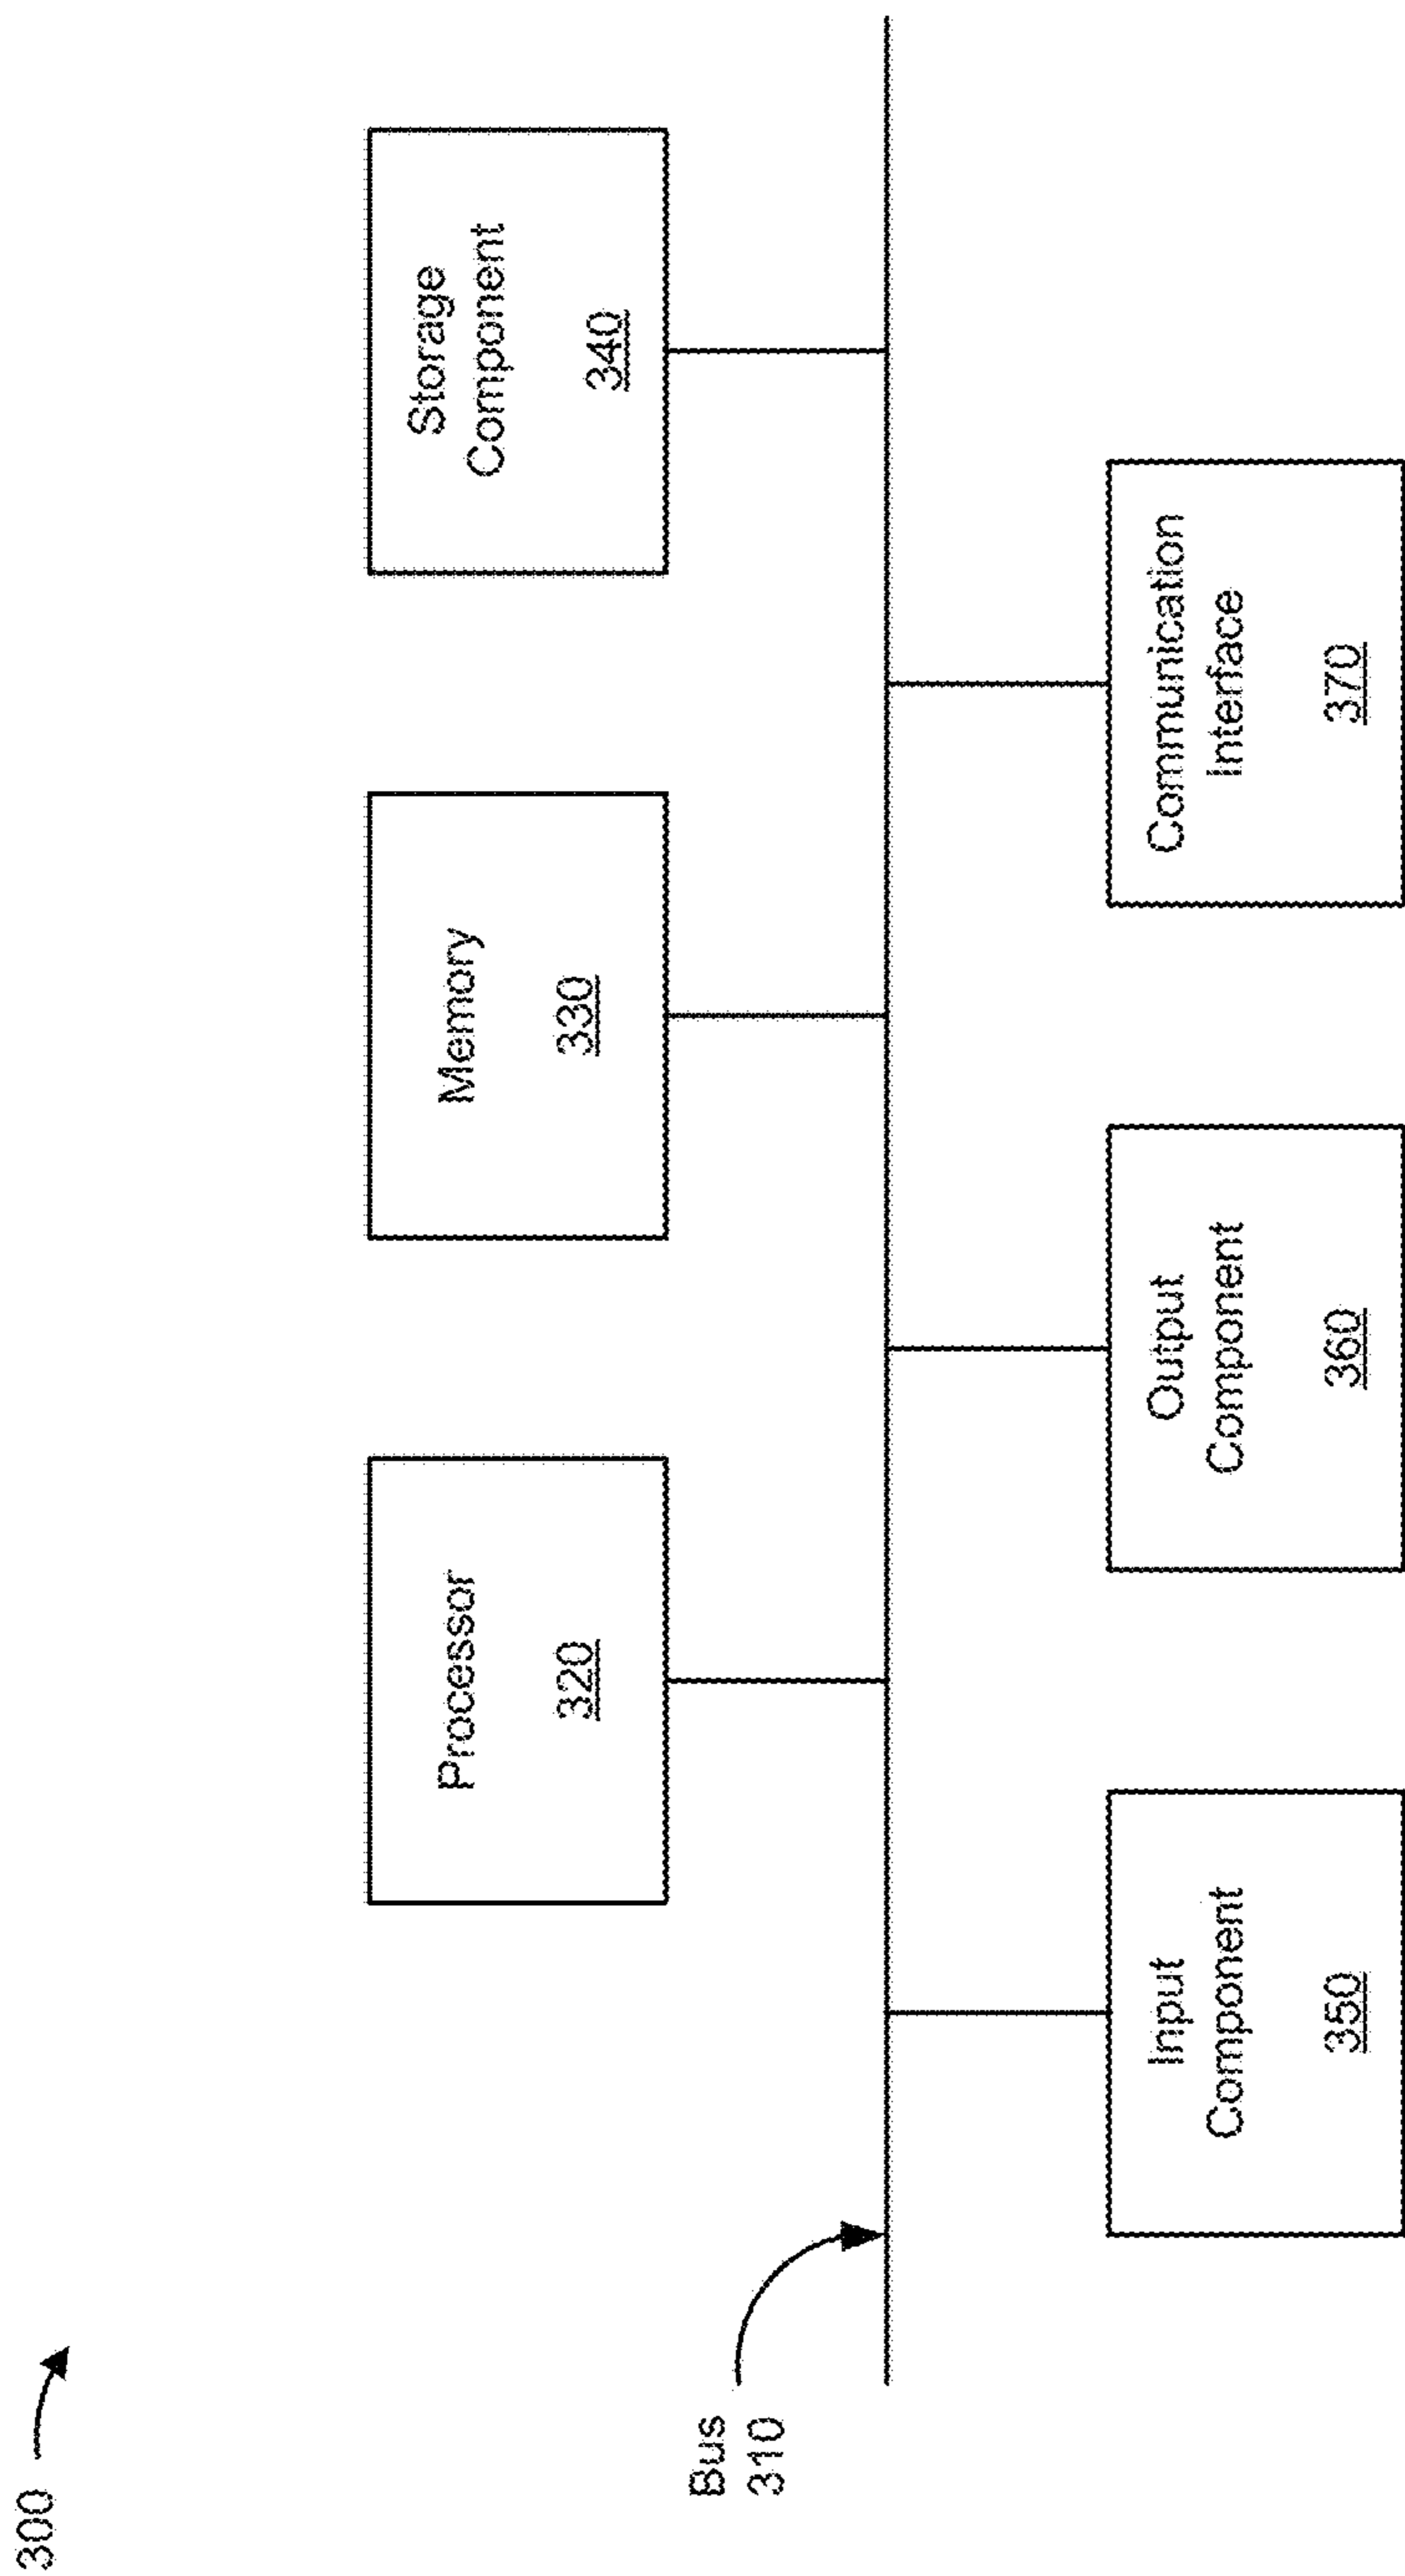 300
Bus
310
Processor
320
Memory
330
Storage
Component
340
Input
Component
350
Output
Component
360
Communication
Interface
370